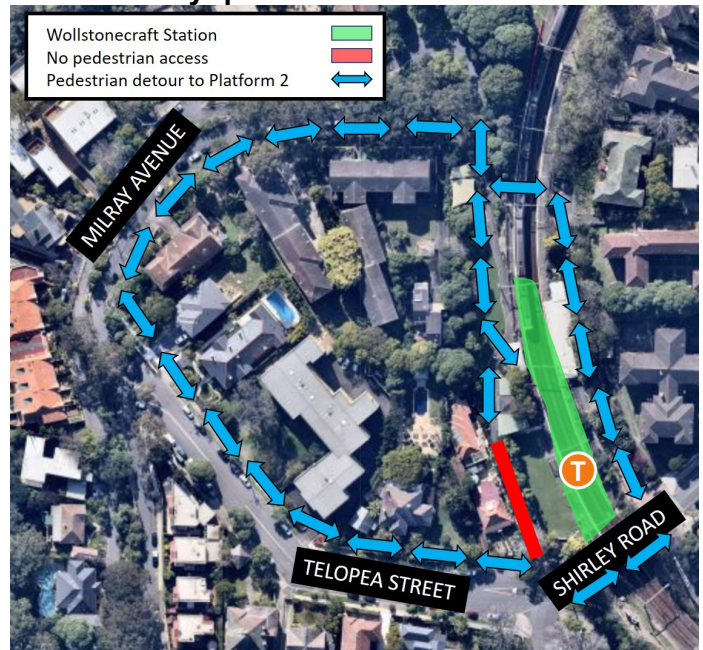 Wollstonecraft Station
No pedestrian access
Pedestrian detour to Platform 2
MILRAY AVENUE
T
SHIRLEY ROAD
TELOPEA STREET